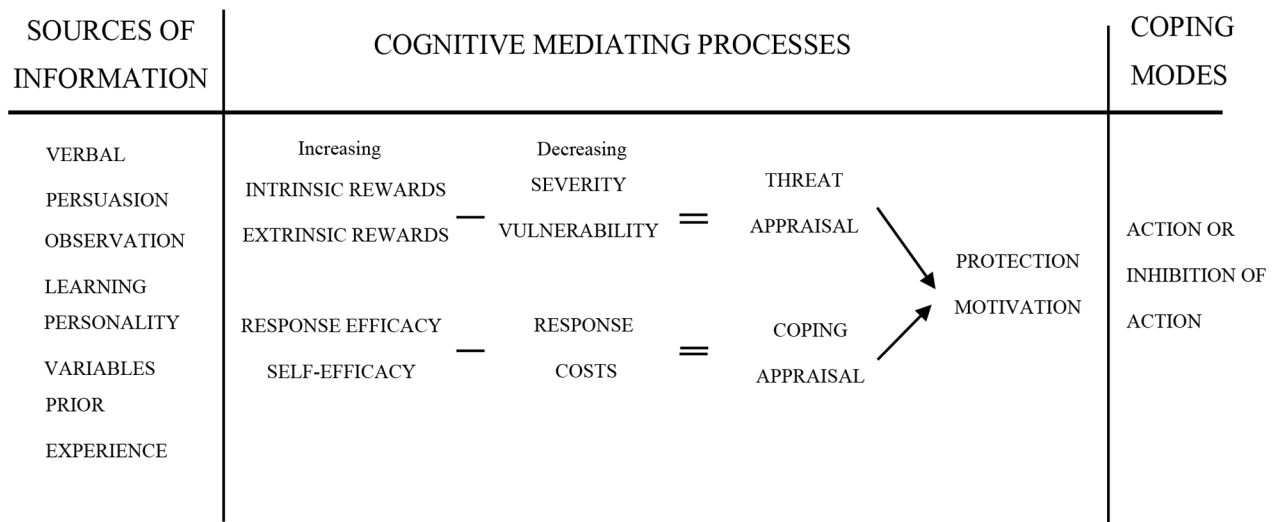 SOURCES OF
INFORMATION
COGNITIVE MEDIATING PROCESSES
COPING
MODES
VERBAL
PERSUASION
OBSERVATION
LEARNING
PERSONALITY
VARIABLES
PRIOR
EXPERIENCE
Increasing
INTRINSIC REWARDS
EXTRINSIC REWARDS
—
Decreasing
SEVERITY
VULNERABILITY
=
THREAT
APPRAISAL
RESPONSE EFFICACY
SELF-EFFICACY
—
RESPONSE
COSTS
=
COPING
APPRAISAL
PROTECTION
MOTIVATION
ACTION OR
INHIBITION OF
ACTION